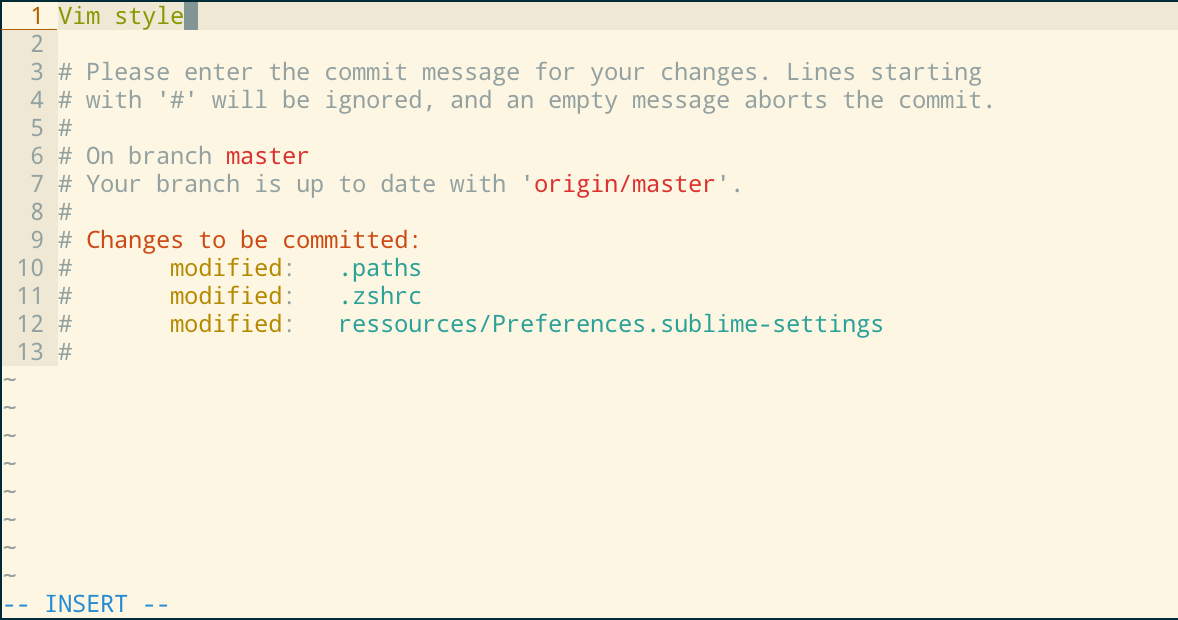 1 Vim style
2
3 # Please enter the commit message for your changes. Lines starting
4 # with '#' will be ignored, and an empty message aborts the commit.
5 #
6 # On branch master
7 # Your branch is up to date with 'origin/master'.
8 #
9 # Changes to be committed:
10 #       modified:   .paths
11 #       modified:   .zshrc
12 #       modified:   ressources/Preferences.sublime-settings
13 #
~
~
~
~
~
~
~
~
-- INSERT --